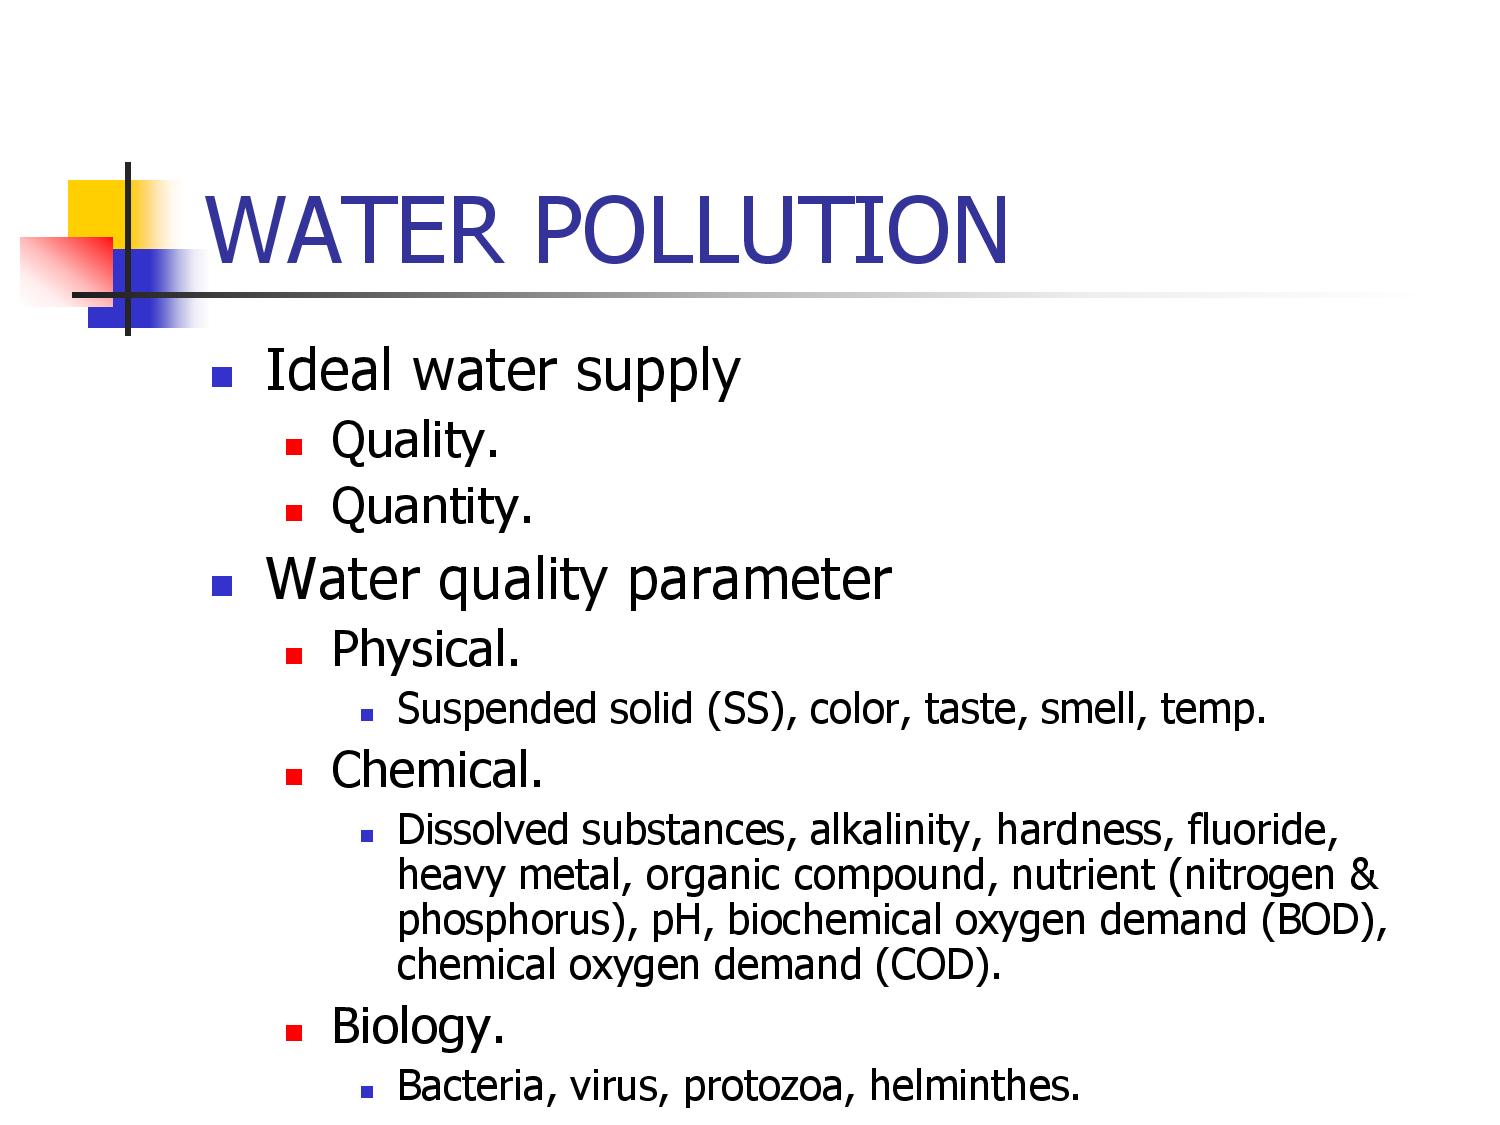 WATER POLLUTION
Ideal water supply
Quality.
Quantity.
Water quality parameter
Physical.
Suspended solid (SS), color, taste, smell, temp.
Chemical.
Dissolved substances, alkalinity, hardness, fluoride,
heavy metal, organic compound, nutrient (nitrogen &
phosphorus), pH, biochemical oxygen demand (BOD),
chemical oxygen demand (COD).
Biology.
Bacteria, virus, protozoa, helminthes.